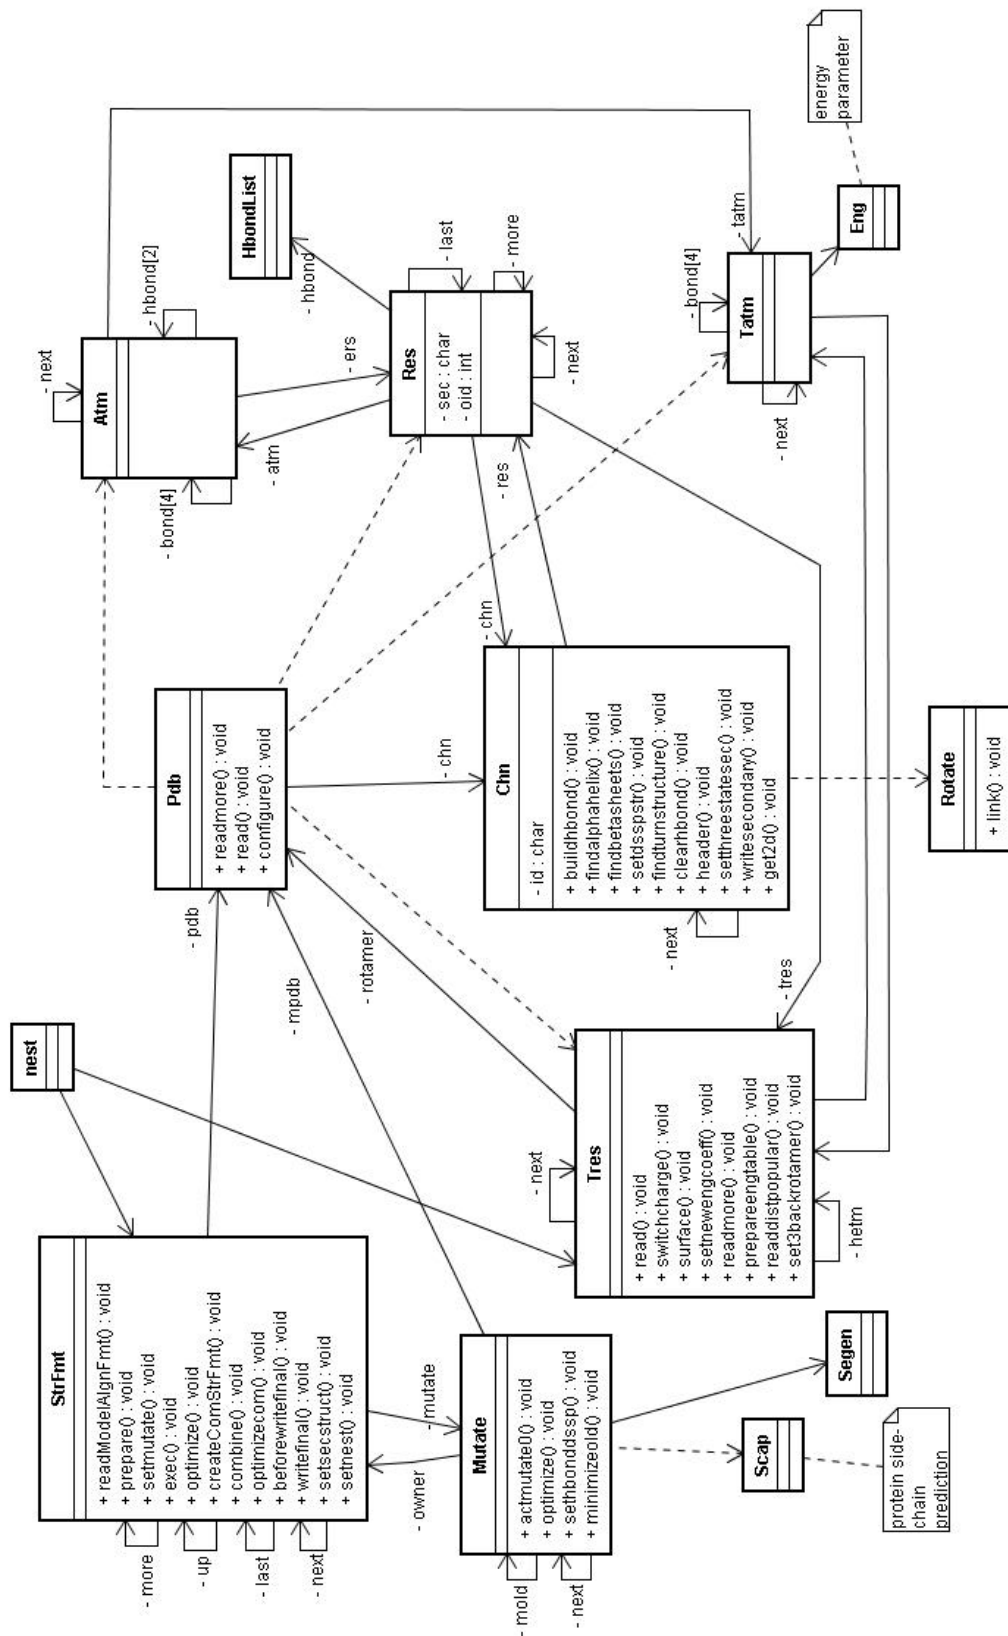 nest
StrFmt
+ readModelAlgnFmt() : void
+ prepare() : void
+ setmutate() : void
+ exec() : void
+ optimize() : void
+ createComStrFmt() : void
+ combine() : void
+ optimizecom() : void
+ beforewritefinal() : void
+ writefinal() : void
+ setsecstruct() : void
+ setnest() : void
- more
- up
- last
- next
- pdb
- mpdb
- mutate
- owner
Mutate
+ actmutate0() : void
+ optimize() : void
+ sethbonddssp() : void
+ minimizeold() : void
- mold
- next
Scap
protein side-
chain
prediction
Segen
Pdb
+ readmore() : void
+ read() : void
+ configure() : void
- rotamer
- chn
Tres
+ read() : void
+ switchcharge() : void
+ surface() : void
+ setnewengcoeff() : void
+ readmore() : void
+ prepareengtable() : void
+ readdistpopular() : void
+ set3backrotamer() : void
- next
- hetm
- tres
Chn
- id : char
+ buildhbond() : void
+ findalphahelix() : void
+ findbetasheets() : void
+ setdsspstr() : void
+ findturnstructure() : void
+ clearhbond() : void
+ header() : void
+ setthreestatesec() : void
+ writesecondary() : void
+ get2d() : void
- next
- chn
- res
Rotate
+ link() : void
Atm
- next
- hbond[2]
- bond[4]
- atm
- ers
HbondList
- hbond
Res
- sec : char
- oid : int
- last
- more
- next
- tatm
Tatm
- bond[4]
- next
Eng
energy
parameter